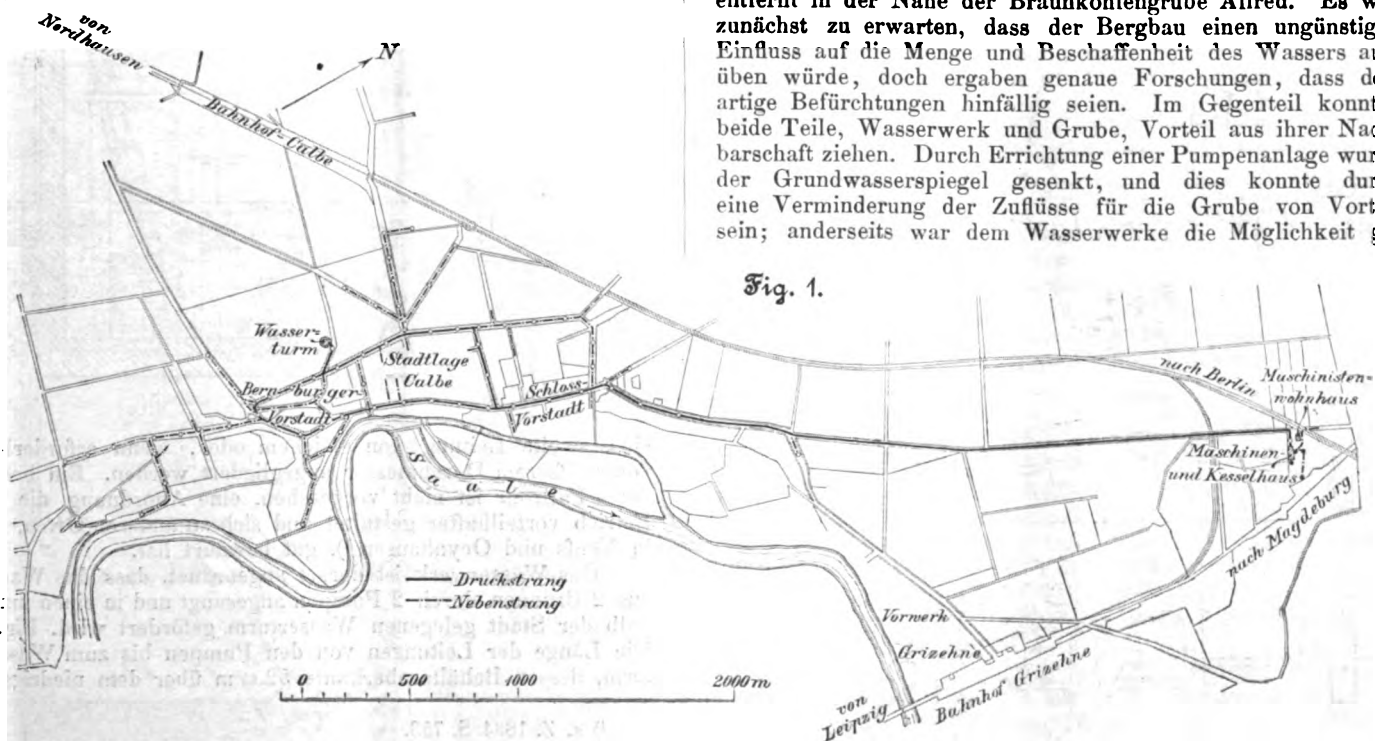 entfernt in der Nähe der Braunkohlengrube Alfred. Es w
zunächst zu erwarten, dass der Bergbau einen ungünstig
Einfluss auf die Menge und Beschaffenheit des Wassers au
üben würde, doch ergaben genaue Forschungen, dass de
artige Befürchtungen hinfällig seien. Im Gegenteil konnt
beide Teile, Wasserwerk und Grube, Vorteil aus ihrer Nac
barschaft ziehen. Durch Errichtung einer Pumpenanlage wur
der Grundwasserspiegel gesenkt, und dies konnte dur
eine Verminderung der Zuflüsse für die Grube von Vort
sein; anderseits war dem Wasserwerke die Möglichkeit g
Fig. 1.
von
Nordhausen
N
Bahnhof-Calbe
Wasser-
turm
Stadtlage
Calbe
Bernburger-
Vorstadt
Schloss-
Vorstadt
Saale
nach Berlin
Maschinisten-
wohnhaus
Maschinen-
und Kesselhaus
nach Magdeburg
Druckstrang
Nebenstrang
Vorwerk
Grizehne
Bahnhof Grizehne
von
Leipzig
0 500 1000 2000 m